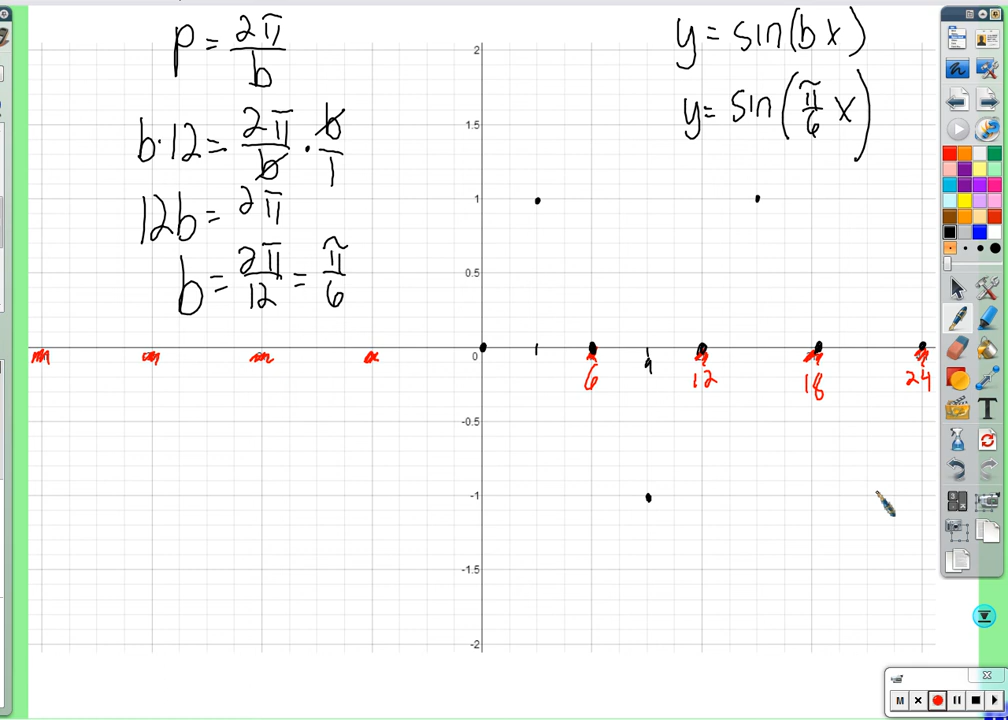 p = 2π/b
b·12 = 2π/b · b/1
12b = 2π
b = 2π/12 = π/6
y = sin(bx)
y = sin(π/6 x)
2
1.5
1
0.5
0
-0.5
-1
-1.5
-2
6
9
12
18
24
M
T